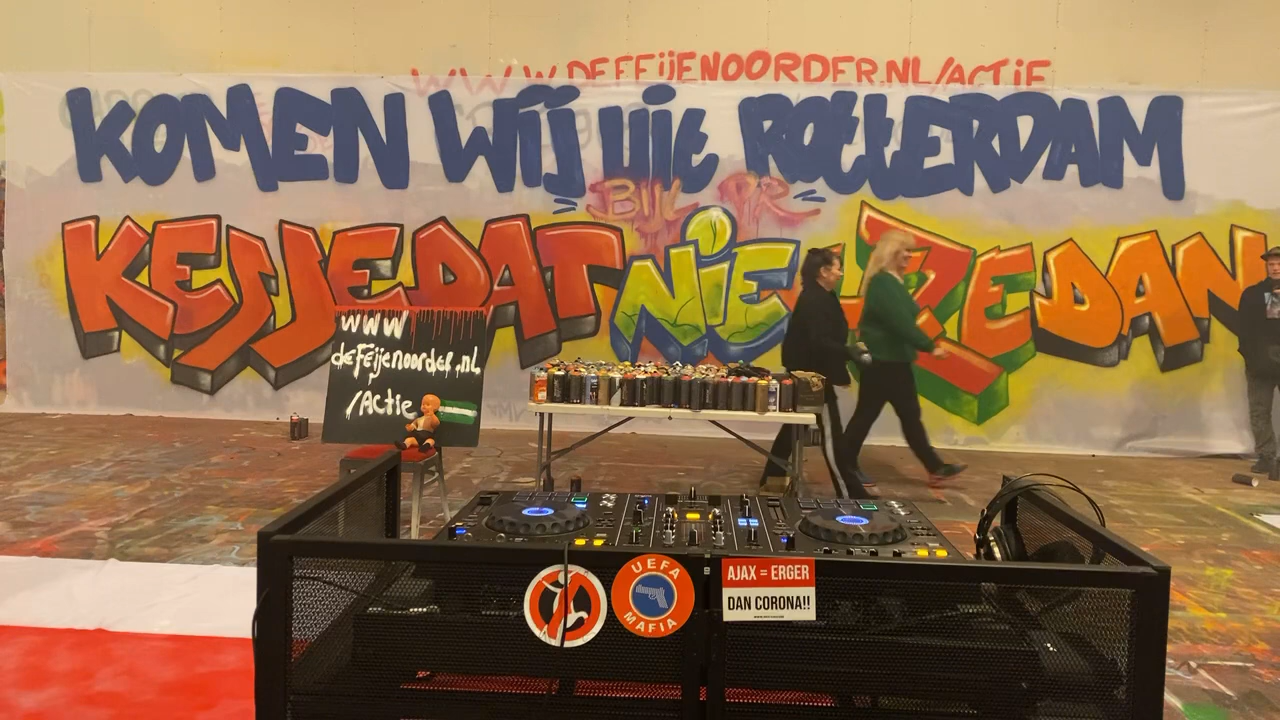 WWW.DEFEIJENOORDER.NL/ACTIE
KOMEN WIJ uit ROttERDAM
BIJ PR
KEJJEDAT NIE ZEDAN
www
deFeijenoorder.nl
/Actie
UEFA
MAFIA
AJAX = ERGER
DAN CORONA!!